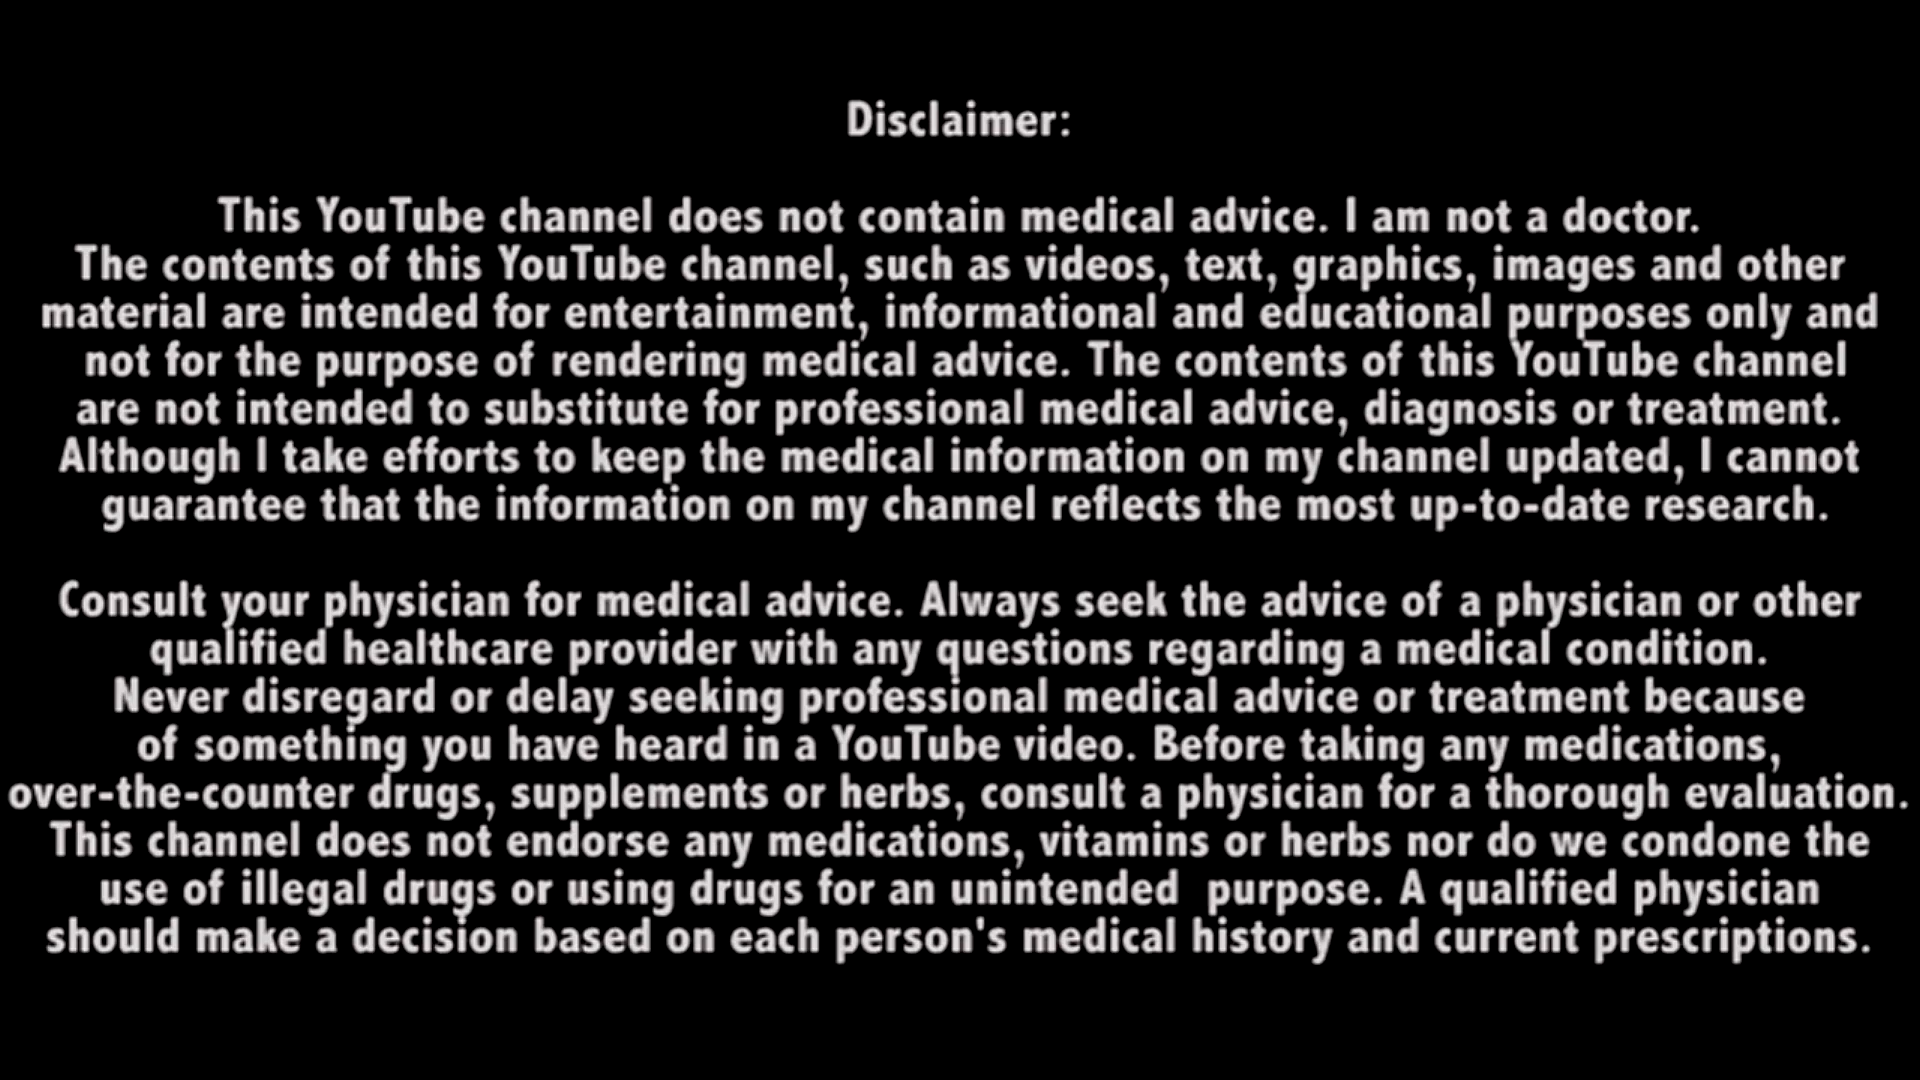 Disclaimer:
This YouTube channel does not contain medical advice. I am not a doctor.
The contents of this YouTube channel, such as videos, text, graphics, images and other
material are intended for entertainment, informational and educational purposes only and
not for the purpose of rendering medical advice. The contents of this YouTube channel
are not intended to substitute for professional medical advice, diagnosis or treatment.
Although I take efforts to keep the medical information on my channel updated, I cannot
guarantee that the information on my channel reflects the most up-to-date research.
Consult your physician for medical advice. Always seek the advice of a physician or other
qualified healthcare provider with any questions regarding a medical condition.
Never disregard or delay seeking professional medical advice or treatment because
of something you have heard in a YouTube video. Before taking any medications,
over-the-counter drugs, supplements or herbs, consult a physician for a thorough evaluation.
This channel does not endorse any medications, vitamins or herbs nor do we condone the
use of illegal drugs or using drugs for an unintended  purpose. A qualified physician
should make a decision based on each person's medical history and current prescriptions.